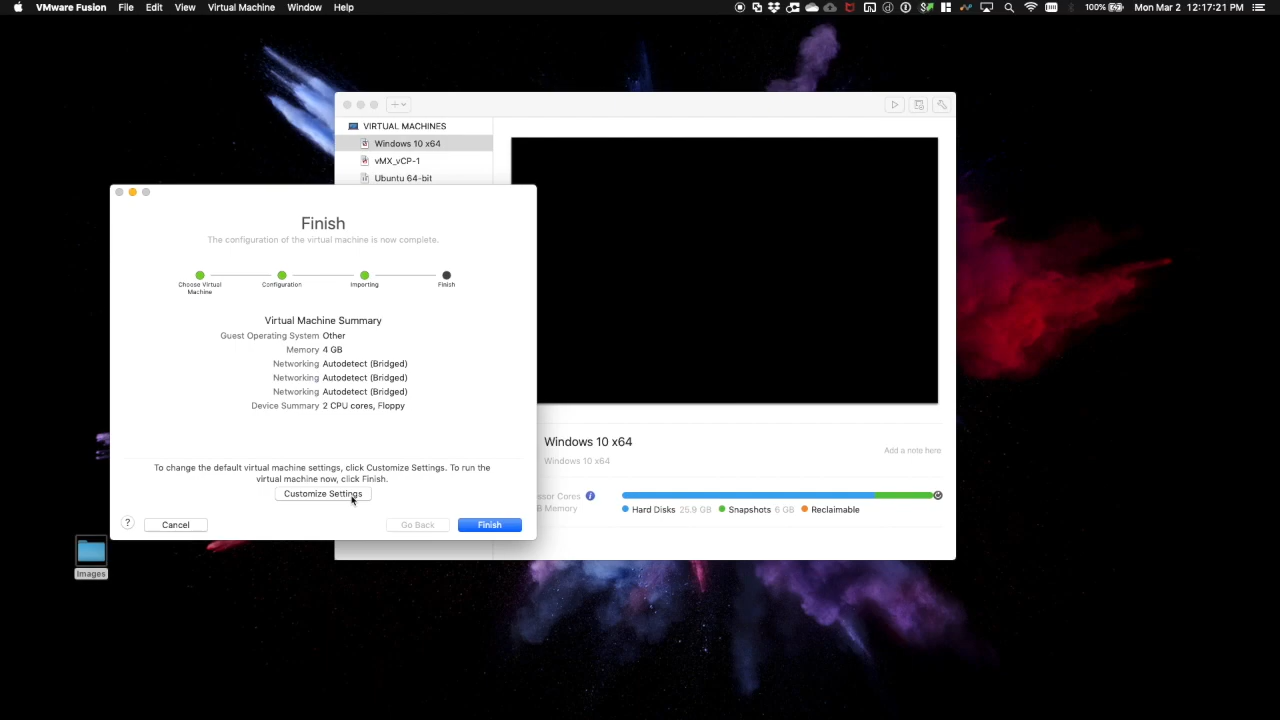 VMware Fusion File Edit View Virtual Machine Window Help 100% Mon Mar 2 12:17:21 PM
VIRTUAL MACHINES
Windows 10 x64
vMX_vCP-1
Ubuntu 64-bit
Finish
The configuration of the virtual machine is now complete.
Choose Virtual Machine
Configuration
Importing
Finish
Virtual Machine Summary
Guest Operating System Other
Memory 4 GB
Networking Autodetect (Bridged)
Networking Autodetect (Bridged)
Networking Autodetect (Bridged)
Device Summary 2 CPU cores, Floppy
To change the default virtual machine settings, click Customize Settings. To run the
virtual machine now, click Finish.
Customize Settings
? Cancel Go Back Finish
Windows 10 x64
Windows 10 x64
Add a note here
Cores
Memory
Hard Disks 25.9 GB Snapshots 6 GB Reclaimable
Images